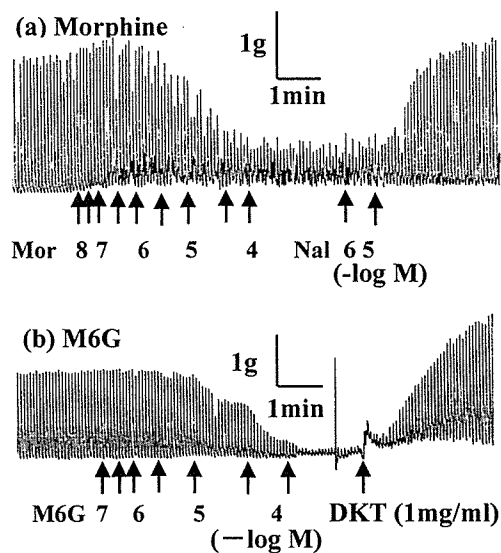 (a) Morphine
1g
1min
Mor 8 7 6 5 4 Nal 6 5
(-log M)
(b) M6G
1g
1min
M6G 7 6 5 4 DKT (1mg/ml)
(—log M)